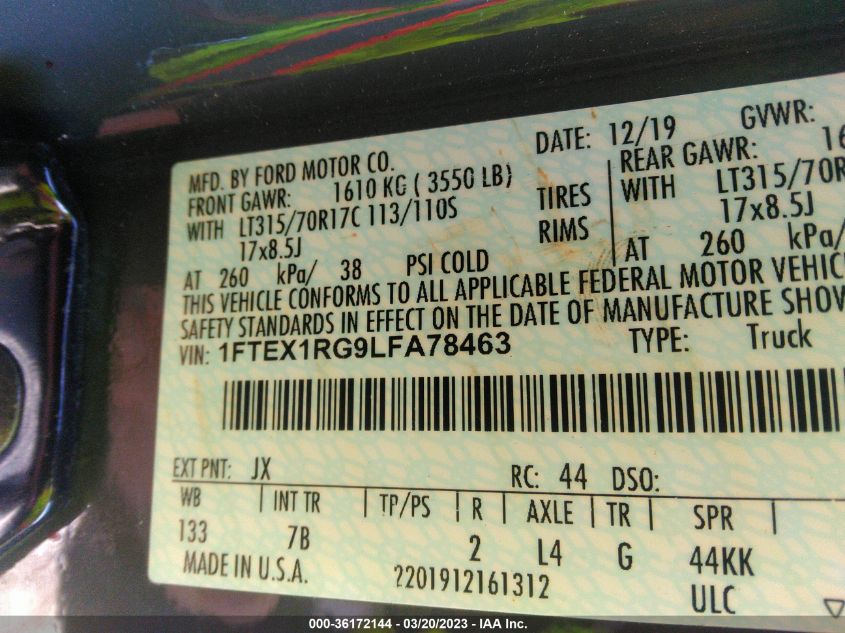 MFD. BY FORD MOTOR CO. DATE: 12/19 GVWR:
FRONT GAWR: 1610 KG ( 3550 LB) REAR GAWR: 16
WITH LT315/70R17C 113/110S TIRES WITH LT315/70R
17x8.5J RIMS 17x8.5J
AT 260 kPa/ 38 PSI COLD AT 260 kPa/
THIS VEHICLE CONFORMS TO ALL APPLICABLE FEDERAL MOTOR VEHIC
SAFETY STANDARDS IN EFFECT ON THE DATE OF MANUFACTURE SHOW
VIN: 1FTEX1RG9LFA78463 TYPE: Truck
EXT PNT: JX RC: 44 DSO:
WB INT TR TP/PS R AXLE TR SPR
133 7B 2 L4 G 44KK
MADE IN U.S.A. ?201912161312 ULC
000-36172144 - 03/20/2023 - IAA Inc.